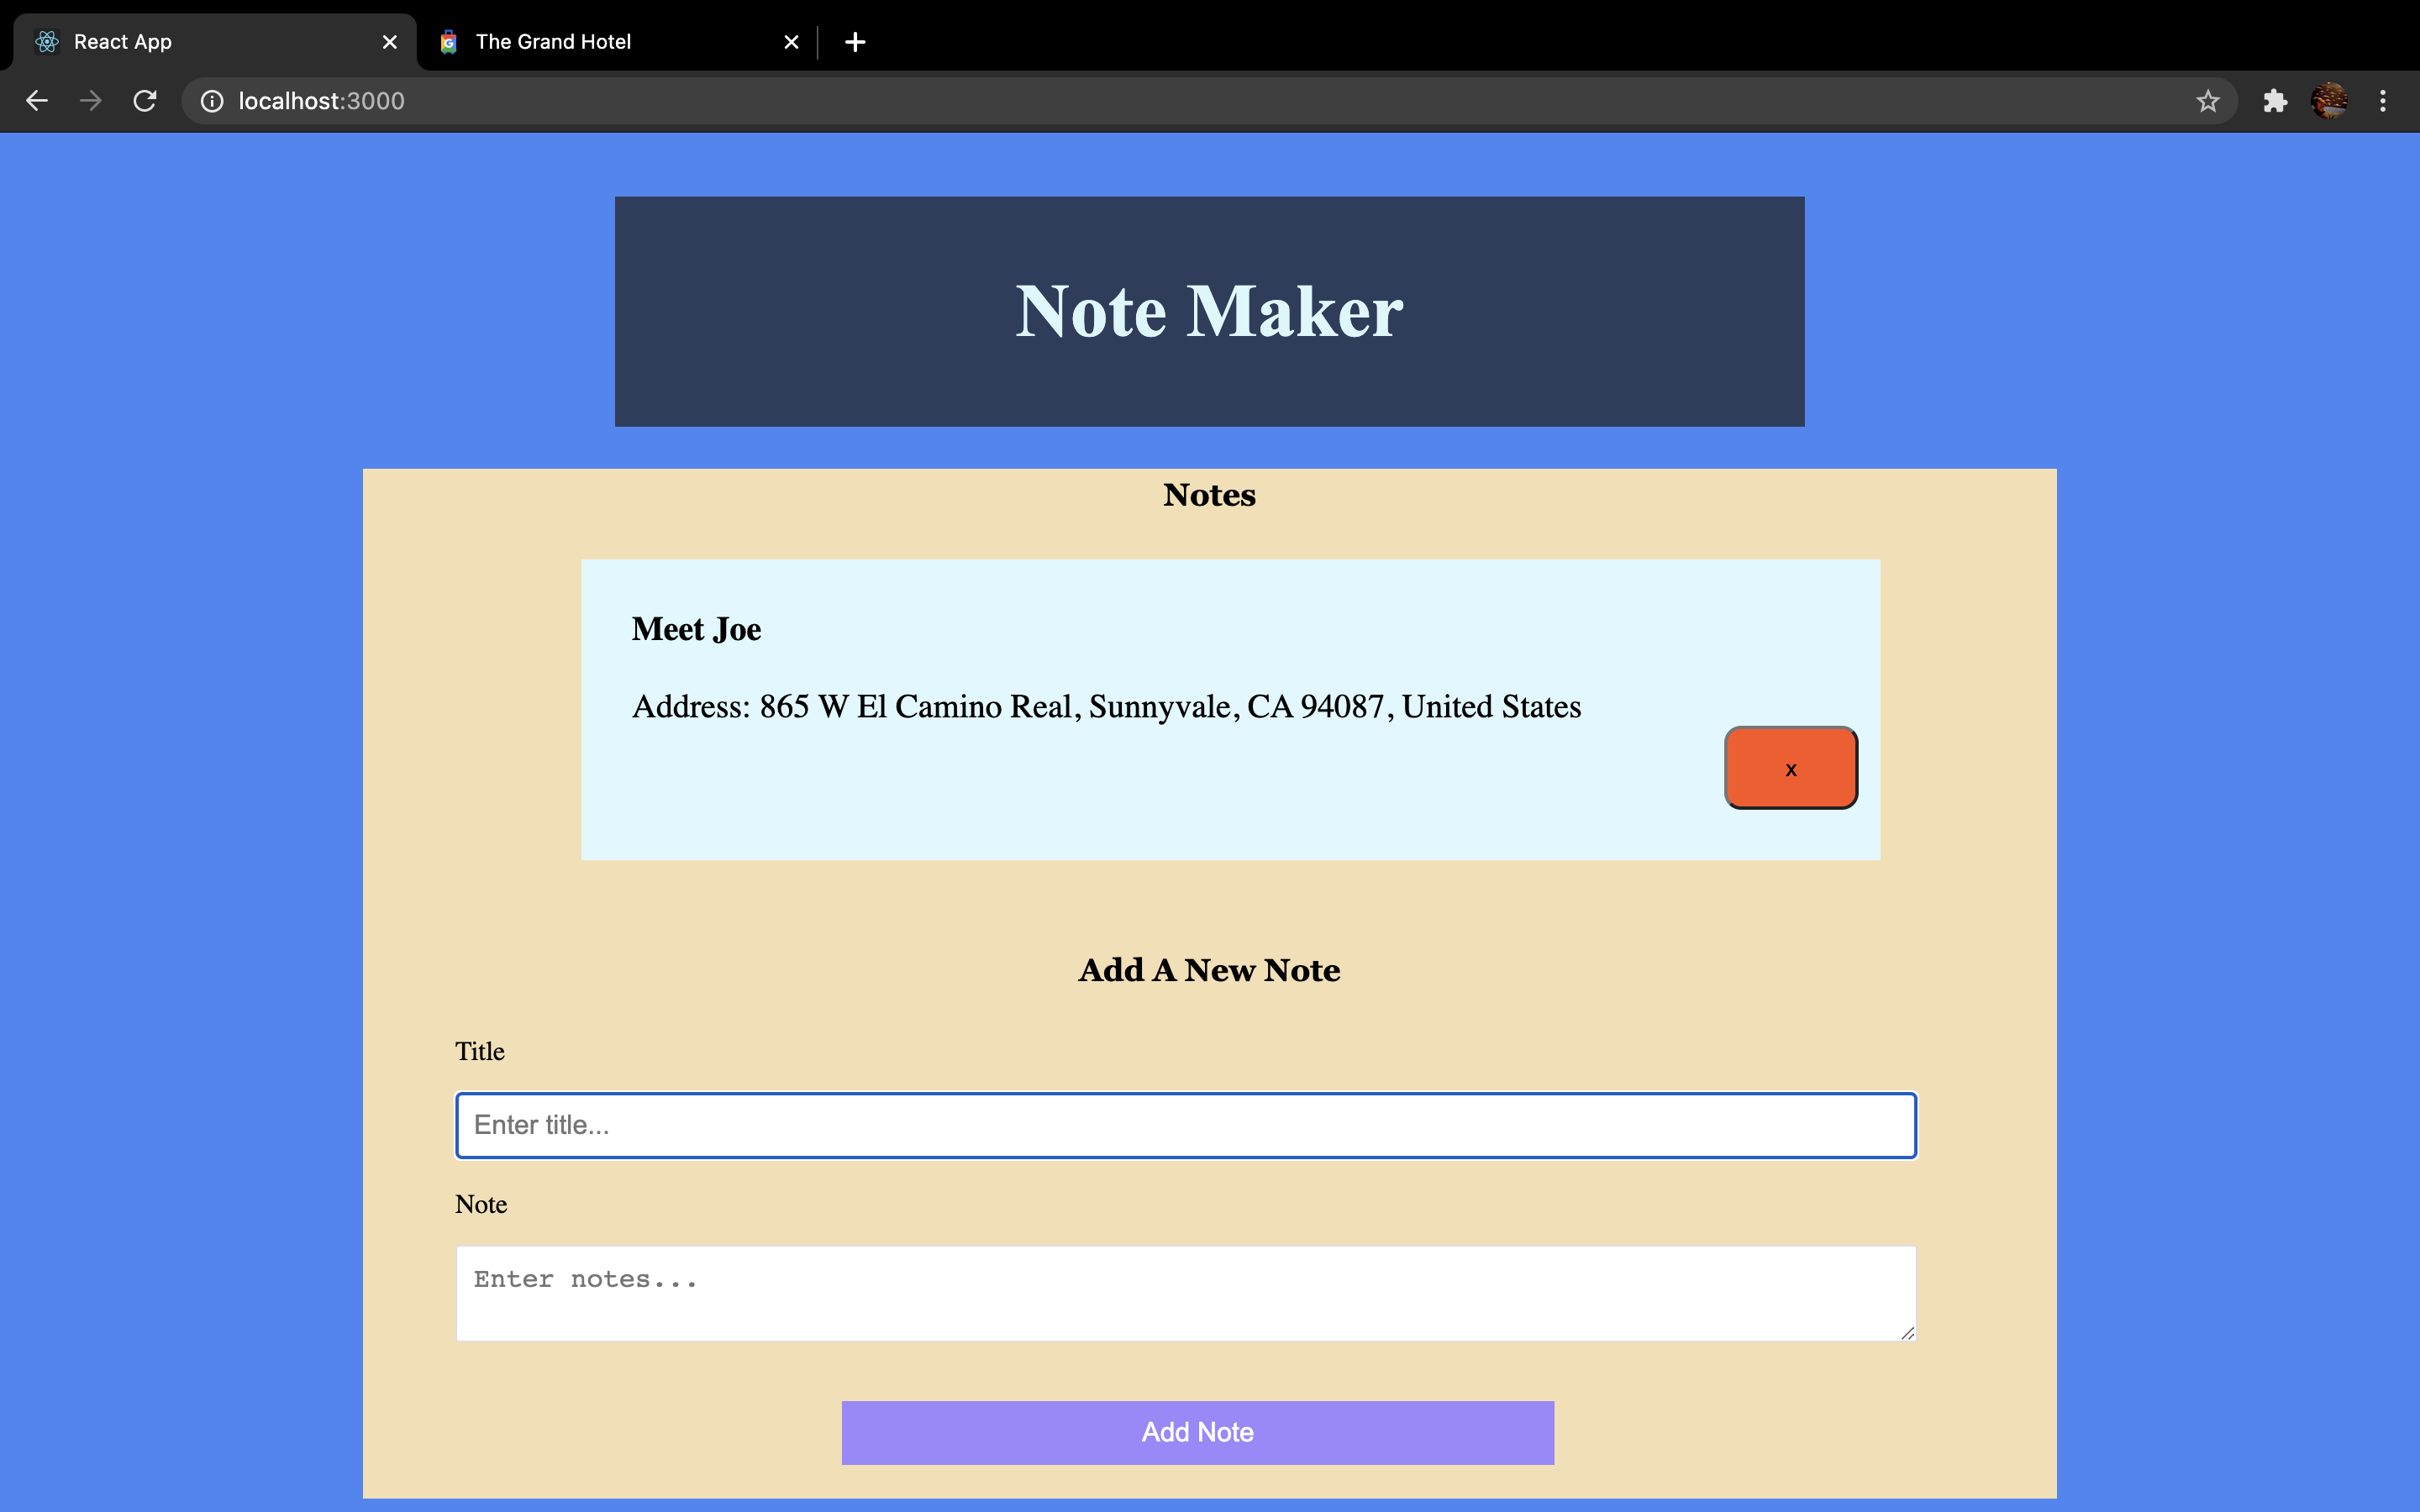 React App
The Grand Hotel
localhost:3000
Note Maker
Notes
Meet Joe
Address: 865 W El Camino Real, Sunnyvale, CA 94087, United States
x
Add A New Note
Title
Enter title...
Note
Enter notes...
Add Note